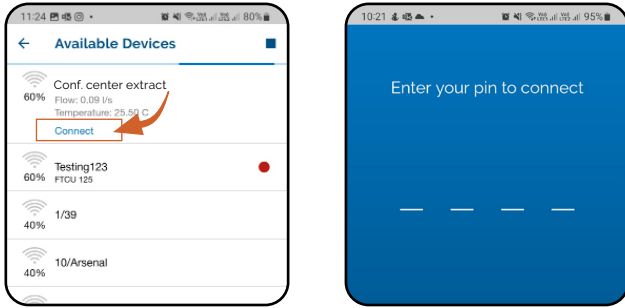 11:24
80%
Available Devices
60%
Conf. center extract
Flow: 0.09 l/s
Temperature: 25.50 C
Connect
60%
Testing123
FTCU 125
40%
1/39
40%
10/Arsenal
10:21
95%
Enter your pin to connect